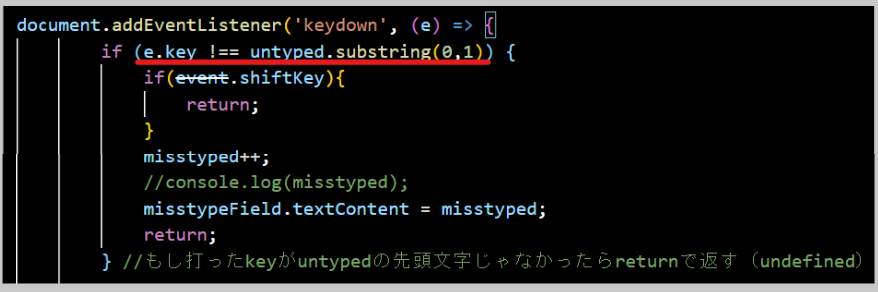 document.addEventListener('keydown', (e) => {
if (e.key !== untyped.substring(0,1)) {
if(event.shiftKey){
return;
}
misstyped++;
//console.log(misstyped);
misstypeField.textContent = misstyped;
return;
} //もし打ったkeyがuntypedの先頭文字じゃなかったらreturnで返す（undefined）